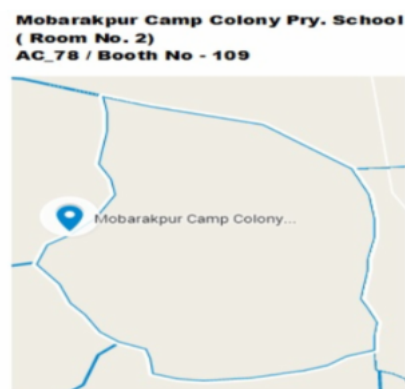 Mobarakpur Camp Colony Pry. School
( Room No. 2)
AC_78 / Booth No - 109
Mobarakpur Camp Colony...